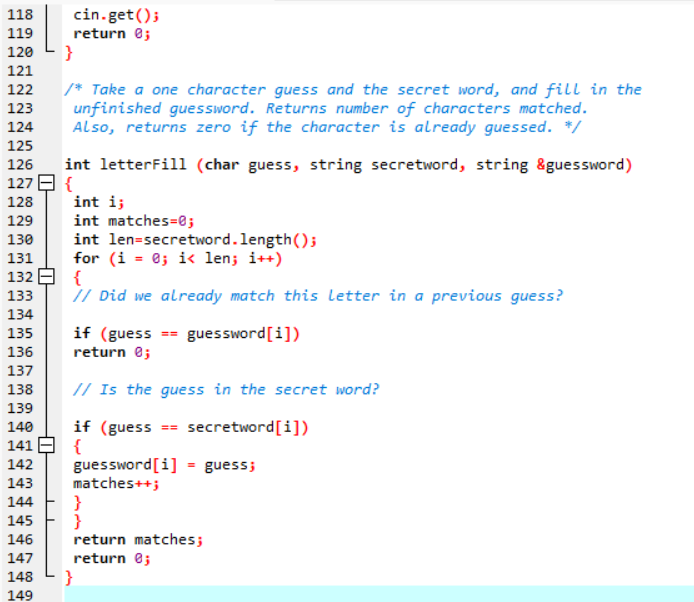 118 cin.get();
119 return 0;
120 }
121
122 /* Take a one character guess and the secret word, and fill in the
123 unfinished guessword. Returns number of characters matched.
124 Also, returns zero if the character is already guessed. */
125
126 int letterFill (char guess, string secretword, string &guessword)
127 {
128 int i;
129 int matches=0;
130 int len=secretword.length();
131 for (i = 0; i< len; i++)
132 {
133 // Did we already match this letter in a previous guess?
134
135 if (guess == guessword[i])
136 return 0;
137
138 // Is the guess in the secret word?
139
140 if (guess == secretword[i])
141 {
142 guessword[i] = guess;
143 matches++;
144 }
145 }
146 return matches;
147 return 0;
148 }
149